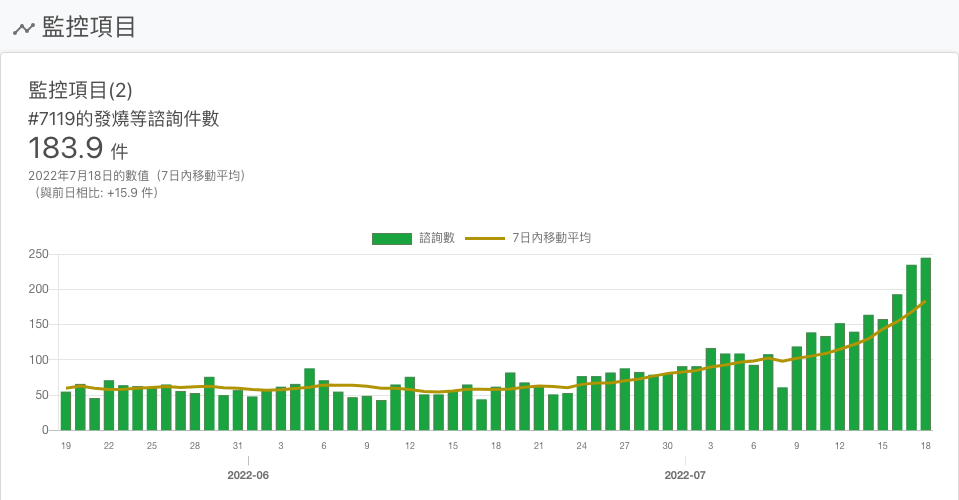 監控項目
監控項目(2)
#7119的發燒等諮詢件數
183.9 件
2022年7月18日的數值（7日內移動平均）
（與前日相比: +15.9 件）
諮詢數 7日內移動平均
250
200
150
100
50
0
19 22 25 28 31 3 6 9 12 15 18 21 24 27 30 3 6 9 12 15 18
2022-06 2022-07